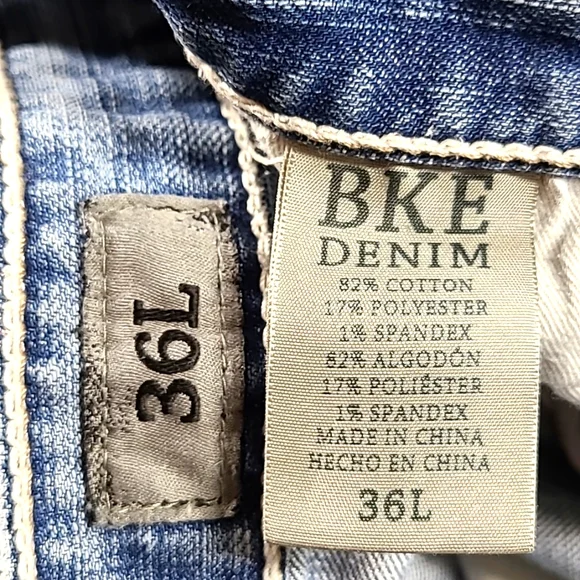 36L
BKE
DENIM
82% COTTON
17% POLYESTER
1% SPANDEX
82% ALGODÓN
17% POLIÉSTER
1% SPANDEX
MADE IN CHINA
HECHO EN CHINA
36L